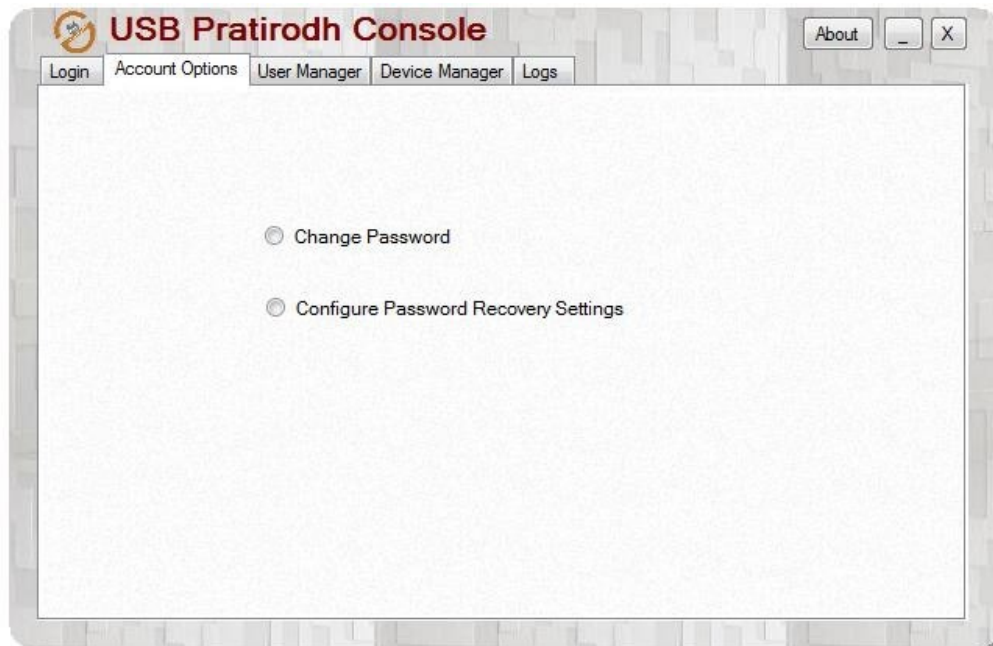 USB Pratirodh Console
About _ X
Login Account Options User Manager Device Manager Logs
Change Password
Configure Password Recovery Settings